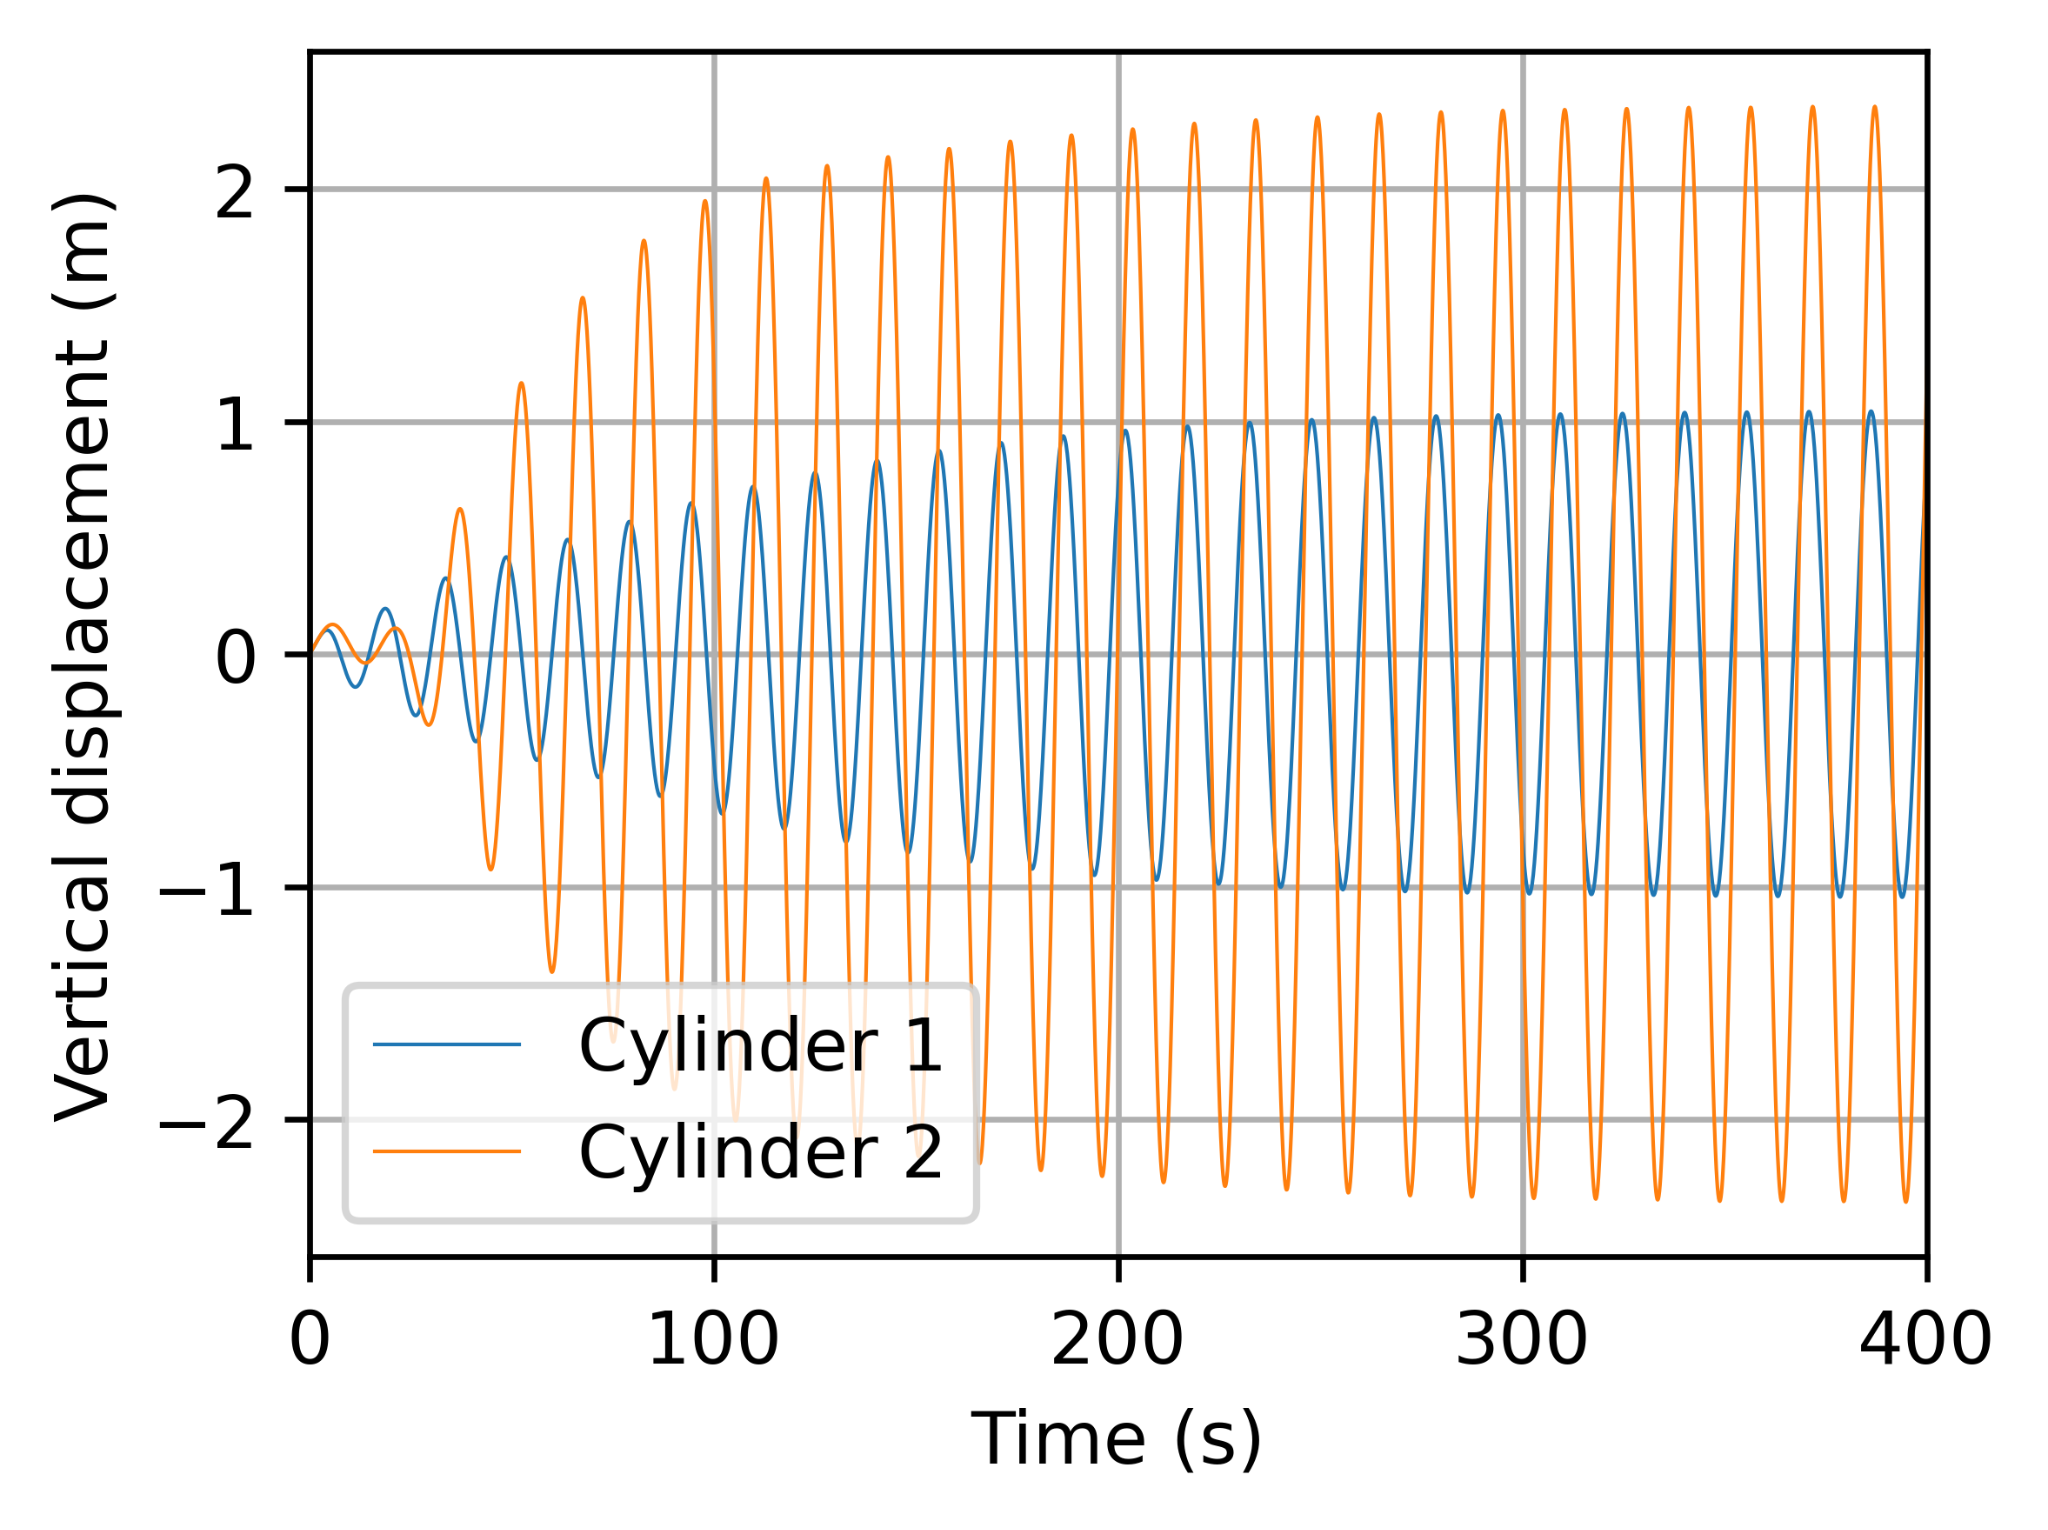 Vertical displacement (m)
2
1
0
−1
−2
Cylinder 1
Cylinder 2
0 100 200 300 400
Time (s)